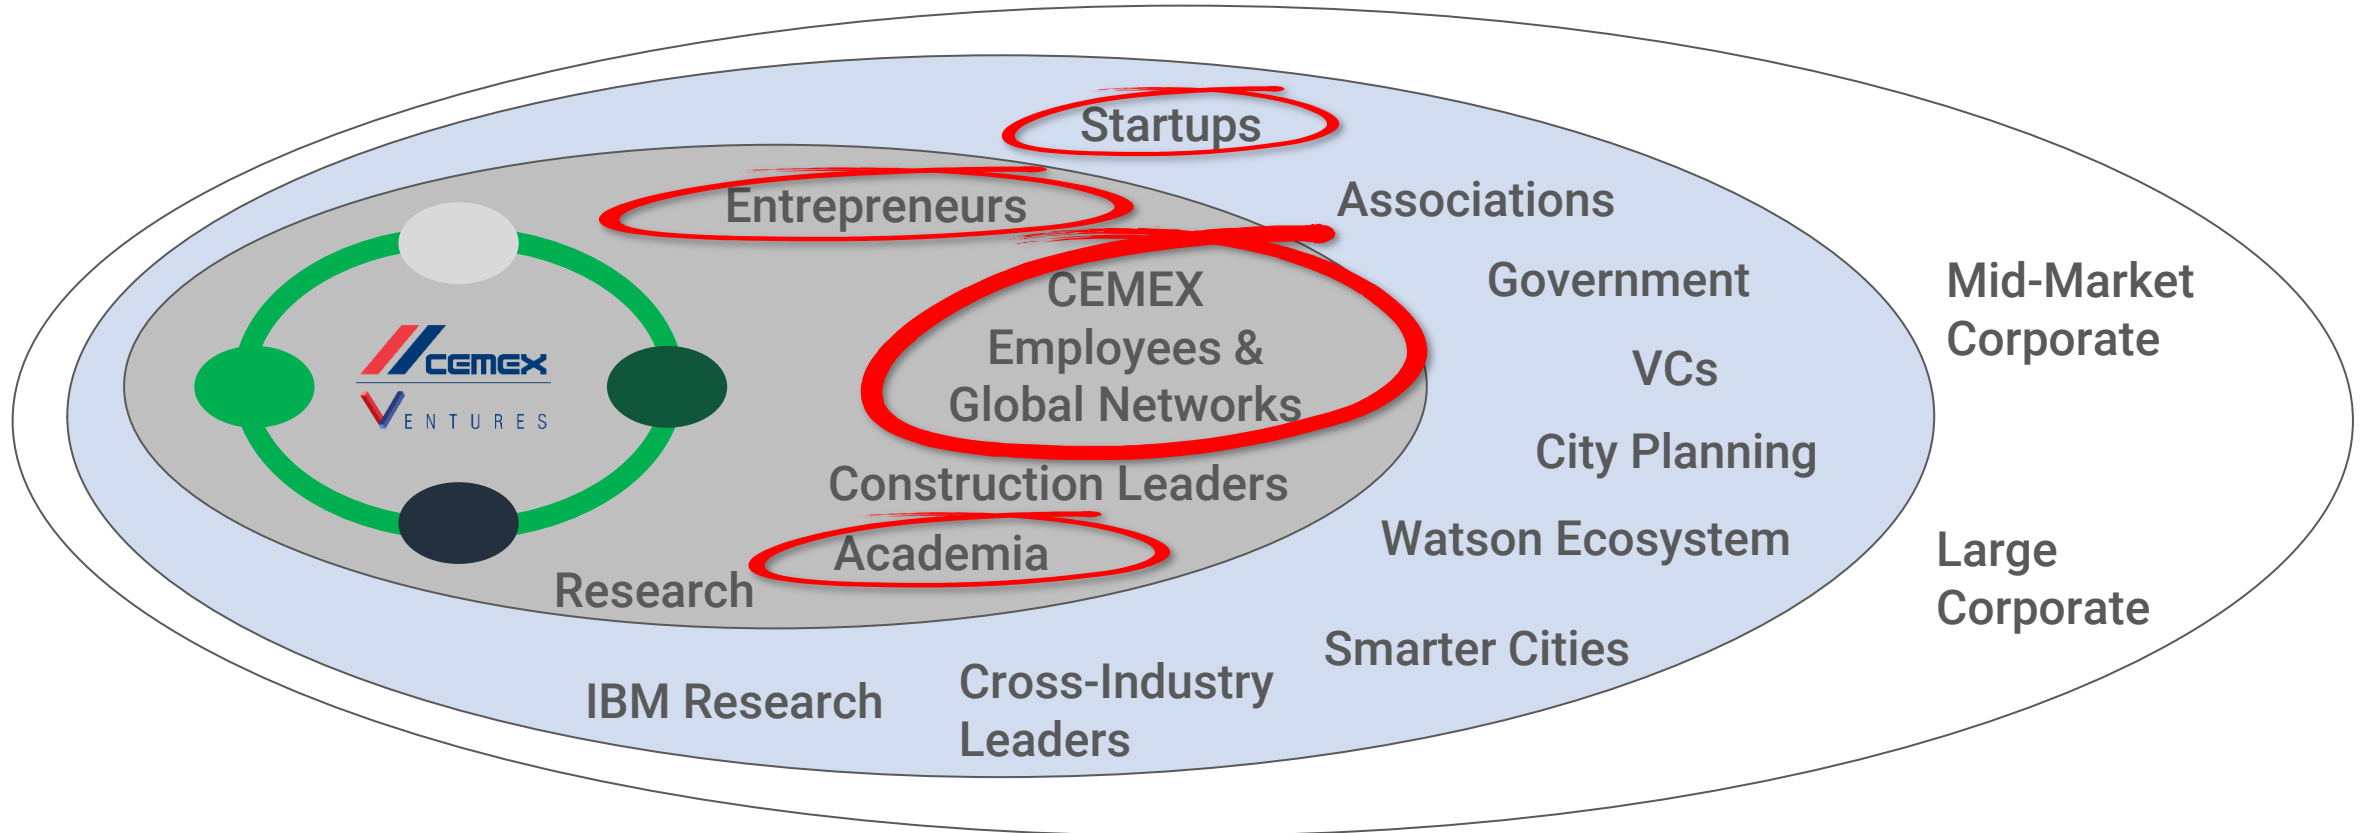 Startups
Entrepreneurs
Associations
CEMEX
Employees &
Global Networks
Government
Mid-Market
Corporate
CEMEX
VENTURES
VCs
City Planning
Construction Leaders
Academia
Watson Ecosystem
Large
Corporate
Research
Smarter Cities
IBM Research
Cross-Industry
Leaders